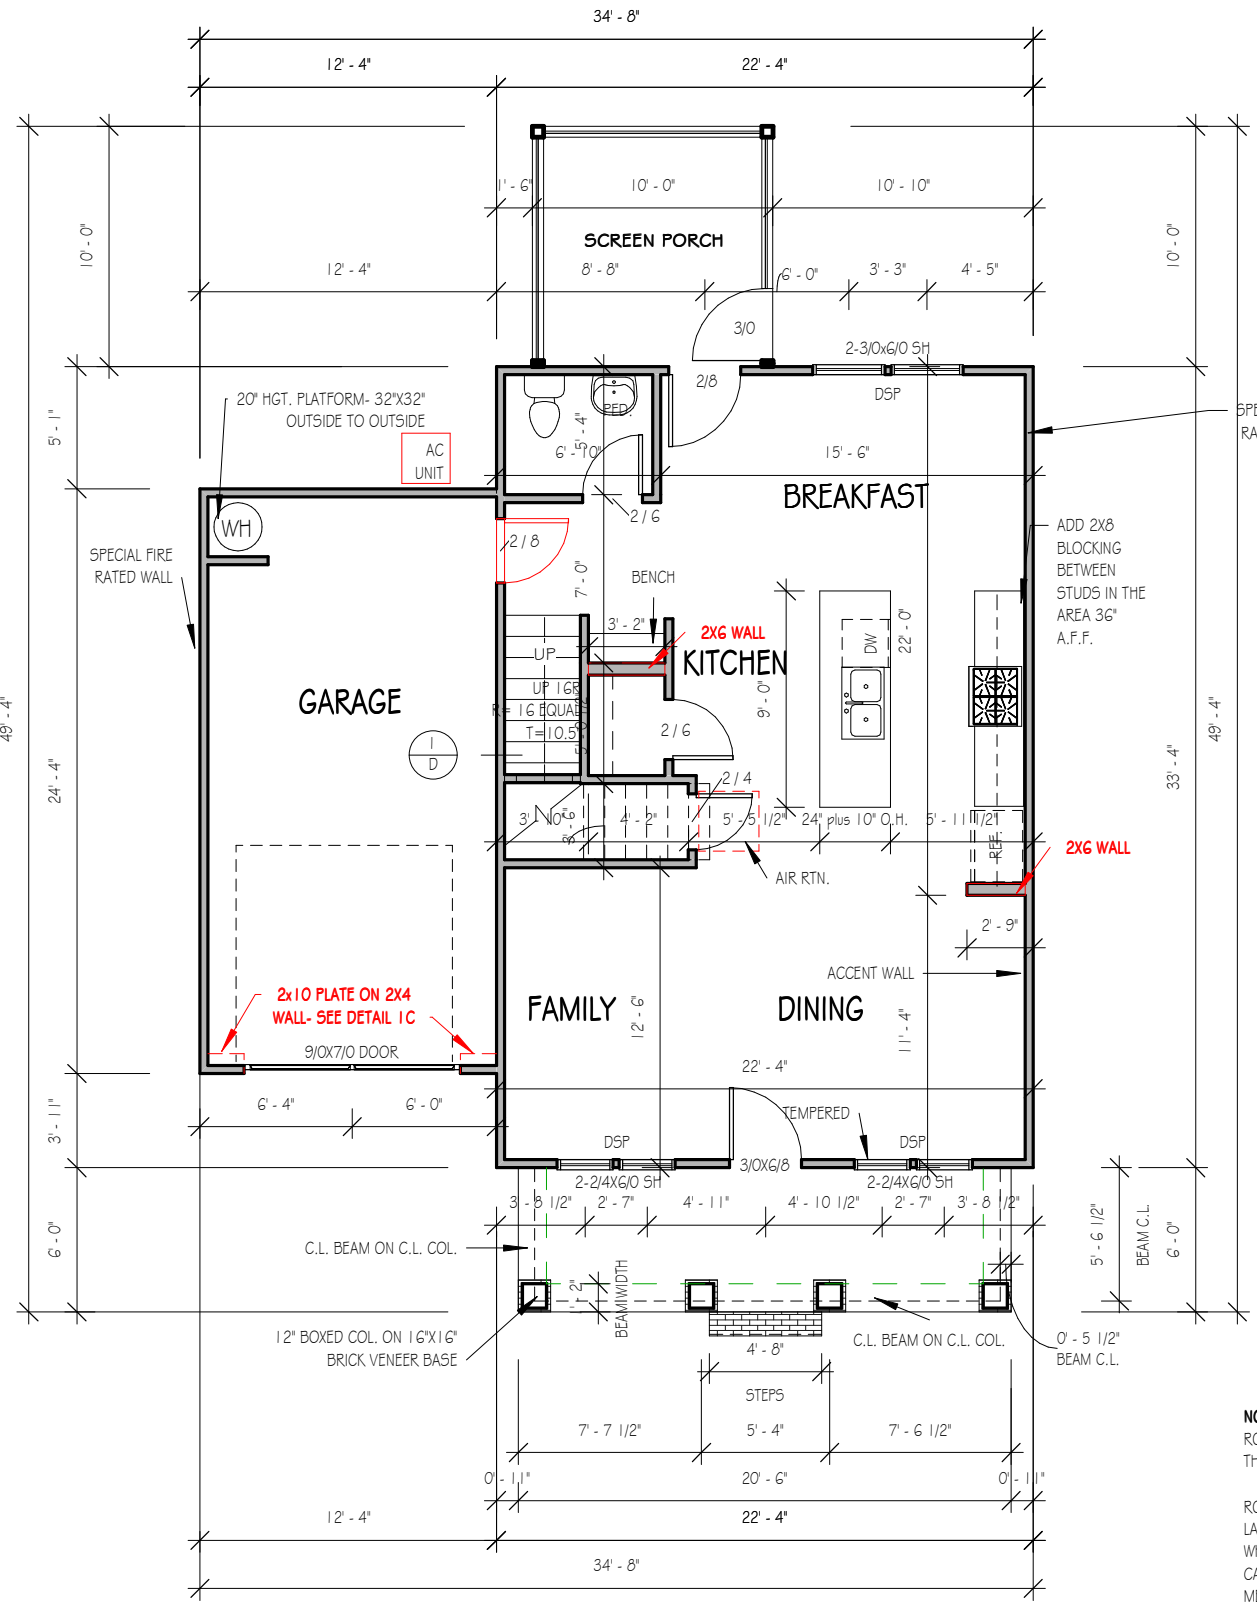 34' - 8"
12' - 4"
22' - 4"
1' - 6"
10' - 0"
10' - 10"
10' - 0"
10' - 0"
SCREEN PORCH
12' - 4"
8' - 8"
6' - 0"
3' - 3"
4' - 5"
3/0
2-3/0x6/0 SH
DSP
2/8
20" HGT. PLATFORM- 32"X32"
OUTSIDE TO OUTSIDE
AC
UNIT
PED.
5' - 4"
6' - 10"
15' - 6"
5' - 1"
BREAKFAST
WH
2 / 6
2 / 8
SPECIAL FIRE
RATED WALL
ADD 2X8
BLOCKING
BETWEEN
STUDS IN THE
AREA 36"
A.F.F.
7' - 0"
BENCH
3' - 2"
2X6 WALL
KITCHEN
DW
22' - 0"
UP
UP 16R
R= 16 EQUAL
T=10.5"
GARAGE
9' - 0"
2 / 6
1
D
49' - 4"
24' - 4"
49' - 4"
33' - 4"
2 / 4
3' - 10"
3' - 6"
4' - 2"
5' - 5 1/2"
24" plus 10" O.H.
5' - 11 1/2"
REF.
2X6 WALL
AIR RTN.
2' - 9"
ACCENT WALL
2x10 PLATE ON 2X4
WALL- SEE DETAIL 1C
FAMILY
12' - 6"
DINING
11' - 4"
9/0X7/0 DOOR
22' - 4"
6' - 4"
6' - 0"
3' - 11"
TEMPERED
DSP
DSP
3/0X6/8
2-2/4X6/0 SH
2-2/4X6/0 SH
3' - 8 1/2"
2' - 7"
4' - 11"
4' - 10 1/2"
2' - 7"
3' - 8 1/2"
6' - 0"
C.L. BEAM ON C.L. COL.
5' - 6 1/2"
BEAM C.L.
6' - 0"
1' - 2"
BEAM WIDTH
12" BOXED COL. ON 16"X16"
BRICK VENEER BASE
C.L. BEAM ON C.L. COL.
0' - 5 1/2"
BEAM C.L.
4' - 8"
STEPS
7' - 7 1/2"
5' - 4"
7' - 6 1/2"
0' - 11"
20' - 6"
0' - 11"
12' - 4"
22' - 4"
34' - 8"